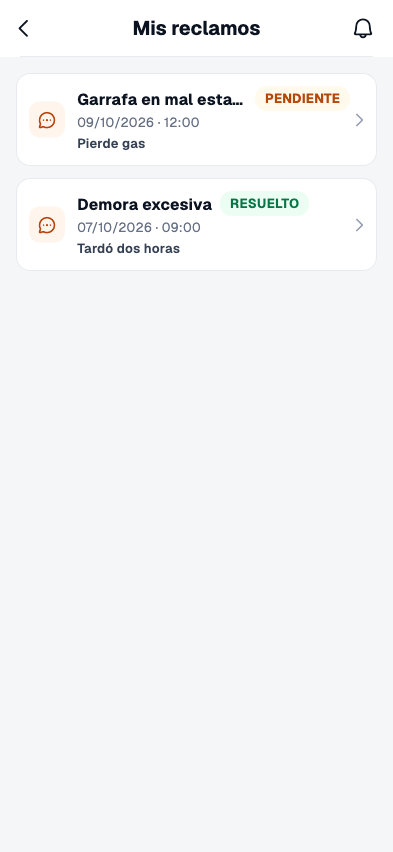 Mis reclamos
Garrafa en mal esta... PENDIENTE
09/10/2026 · 12:00
Pierde gas
Demora excesiva RESUELTO
07/10/2026 · 09:00
Tardó dos horas